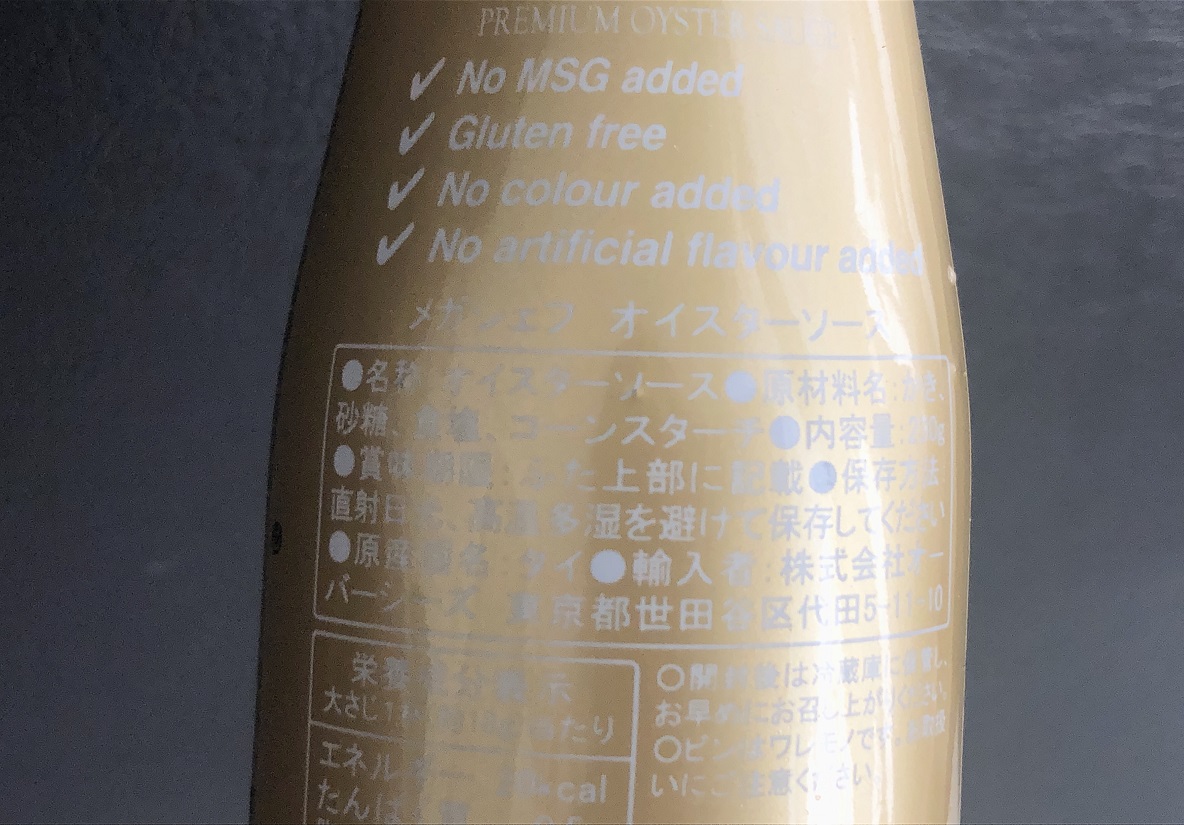 PREMIUM OYSTER
✓ No MSG added
✓ Gluten free
✓ No colour added
✓ No artificial flavour added
メガシェフ オイスターソース
●名称 オイスターソース●原材料名:かき、
砂糖、食塩、コーンスターチ●内容量:
●賞味期限 ふた上部に記載●保存方法
直射日光、高温多湿を避けて保存してください
●原産国名 タイ●輸入者:株式会社オー
バーシーズ 東京都世田谷区代田5-11-10
栄養成分表示
大さじ 当たり
エネルギー kcal
たんぱく質
○開封後は冷蔵庫に保管し、
お早めにお召し上がりください。
○ビンはワレモノです。お取扱
いにご注意ください。